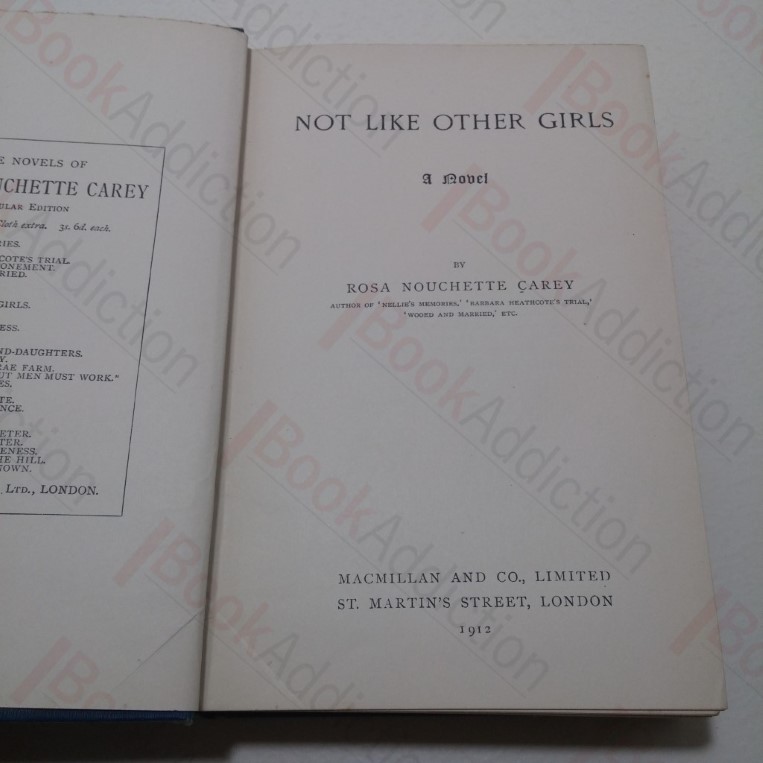 E NOVELS OF
UCHETTE CAREY
ULAR EDITION
Cloth extra. 3s. 6d. each.
RIES.
COTE'S TRIAL.
ONEMENT.
RIED.
GIRLS.
ESS.
ND-DAUGHTERS.
Y.
RAE FARM.
UT MEN MUST WORK."
ES.
TE.
NCE.
ETER.
TER.
ENESS.
HE HILL.
NOWN.
LTD., LONDON.
NOT LIKE OTHER GIRLS
A Novel
BY
ROSA NOUCHETTE CAREY
AUTHOR OF 'NELLIE'S MEMORIES,' 'BARBARA HEATHCOTE'S TRIAL,'
'WOOED AND MARRIED,' ETC.
MACMILLAN AND CO., LIMITED
ST. MARTIN'S STREET, LONDON
1912
BookAddiction